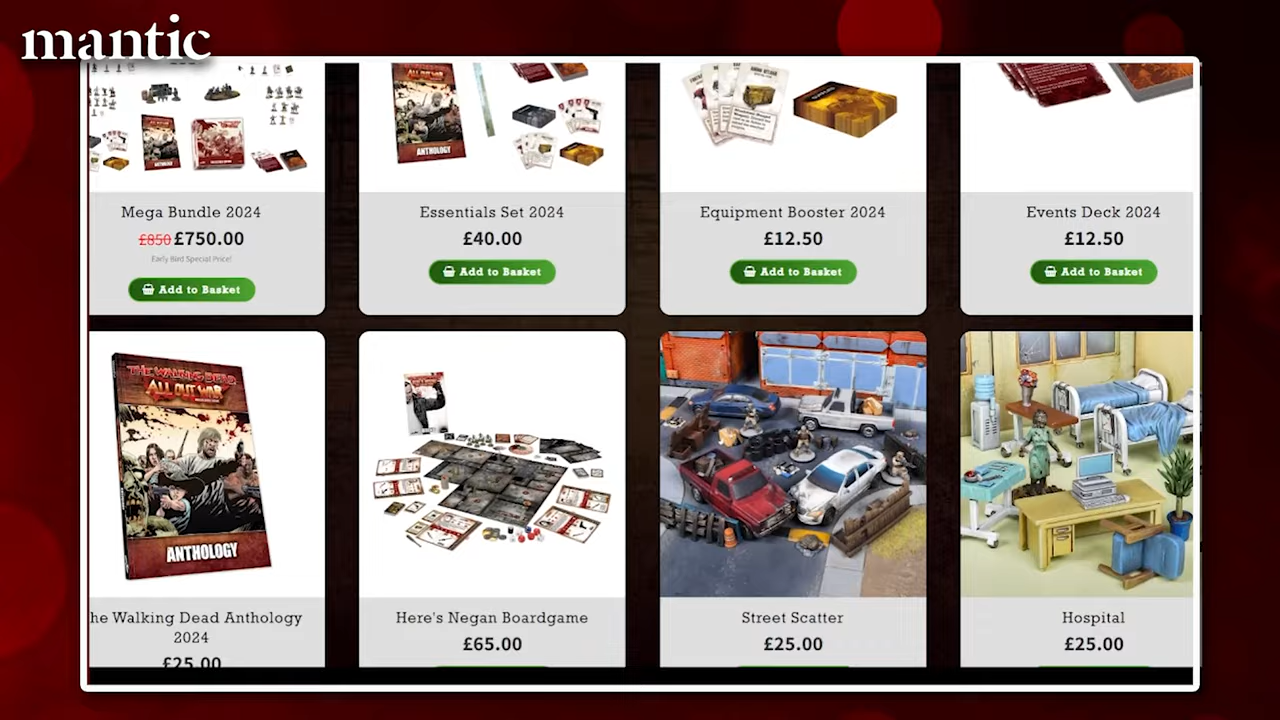 mantic
ANTHOLOGY
Mega Bundle 2024
£850 £750.00
Early Bird Special Price!
Add to Basket
Essentials Set 2024
£40.00
Add to Basket
Equipment Booster 2024
£12.50
Add to Basket
Events Deck 2024
£12.50
Add to Basket
THE WALKING DEAD
ALL OUT WAR
ANTHOLOGY
he Walking Dead Anthology
2024
£25.00
Here's Negan Boardgame
£65.00
Street Scatter
£25.00
Hospital
£25.00